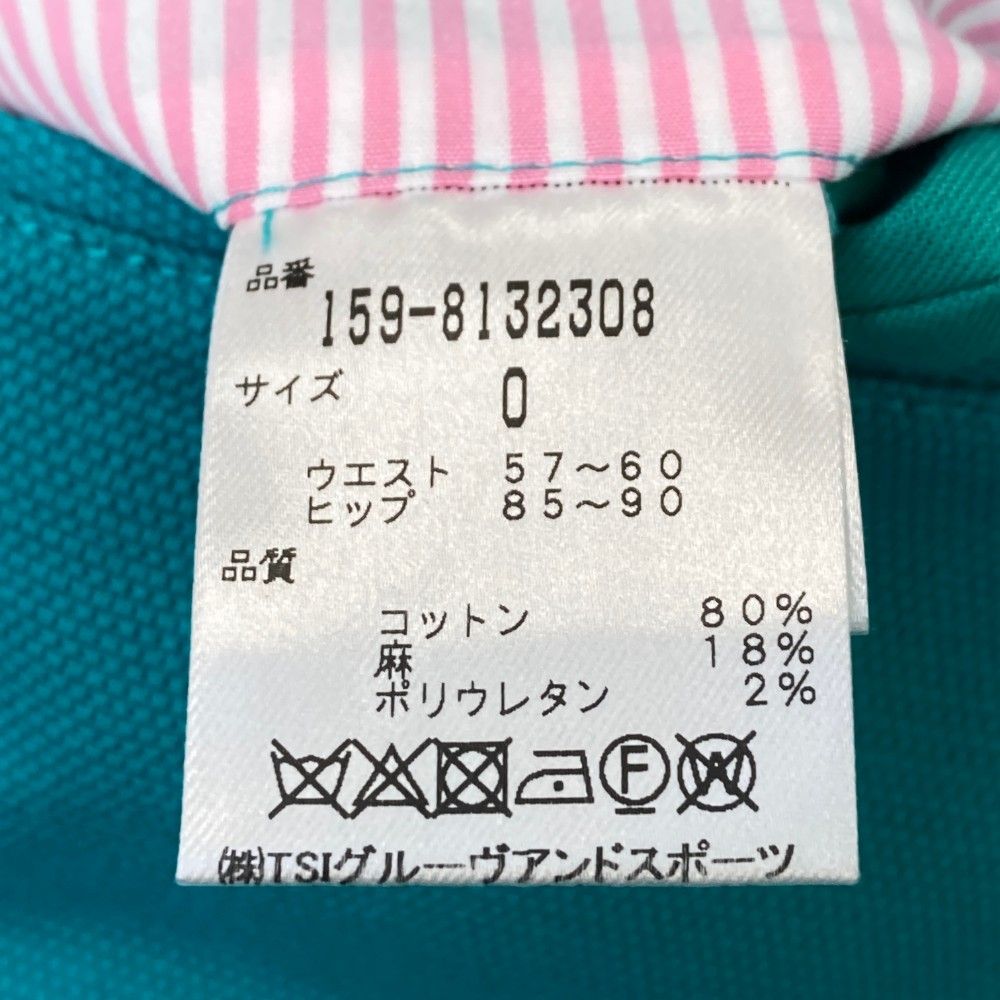 品番
159-8132308
サイズ 0
ウエスト 57～60
ヒップ 85～90
品質
コットン 80%
麻 18%
ポリウレタン 2%
F W
㈱TSIグルーヴアンドスポーツ